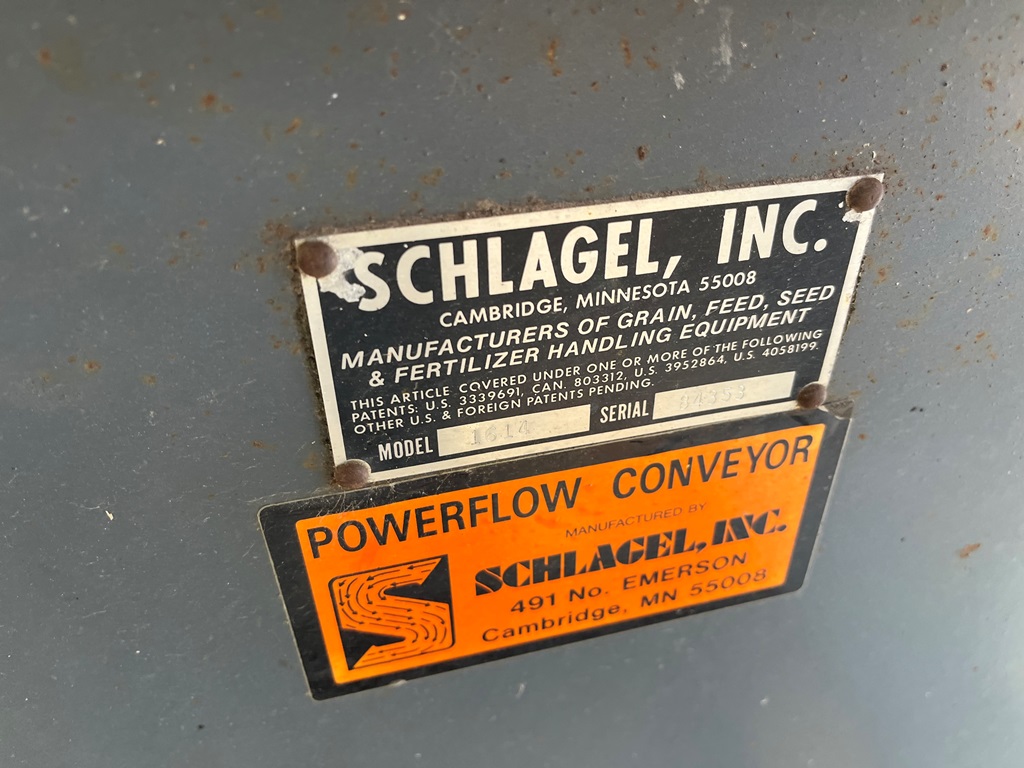 SCHLAGEL, INC.
CAMBRIDGE, MINNESOTA 55008
MANUFACTURERS OF GRAIN, FEED, SEED
& FERTILIZER HANDLING EQUIPMENT
THIS ARTICLE COVERED UNDER ONE OR MORE OF THE FOLLOWING
PATENTS: U.S. 3339691, CAN. 803312, U.S. 3952864, U.S. 4058199.
OTHER U.S. & FOREIGN PATENTS PENDING.
MODEL 1614 SERIAL
POWERFLOW CONVEYOR
MANUFACTURED BY
SCHLAGEL, INC.
491 No. EMERSON
Cambridge, MN 55008